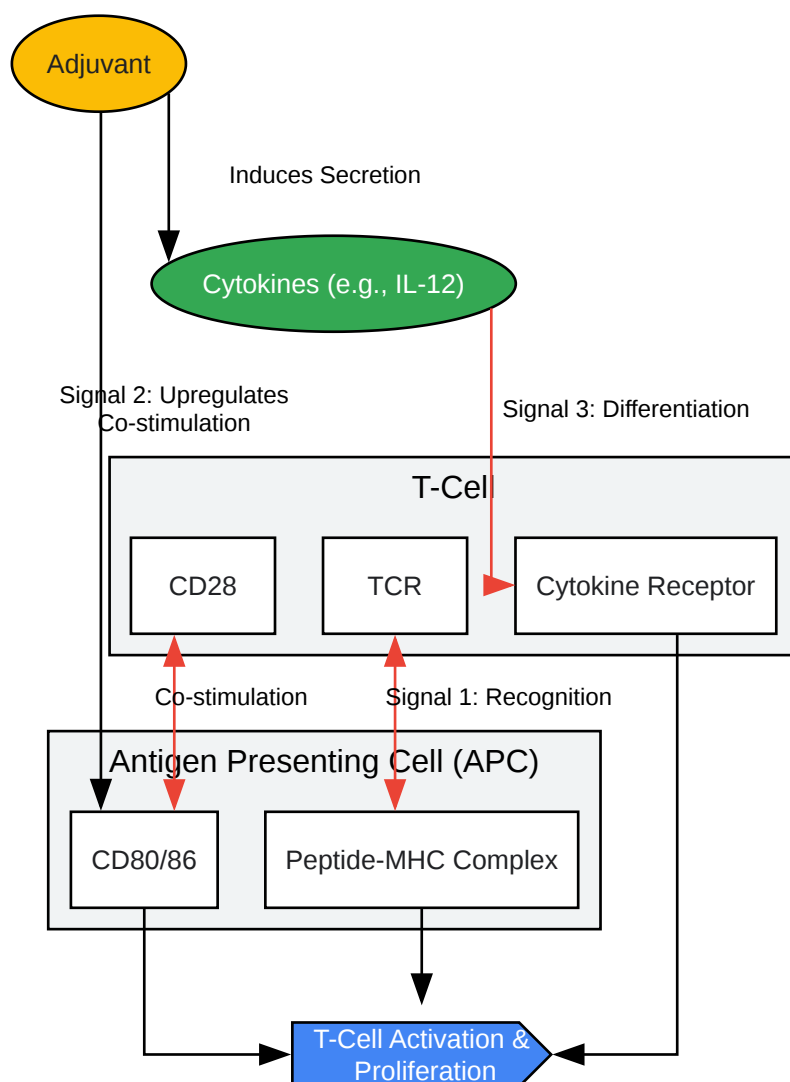 Adjuvant
Induces Secretion
Cytokines (e.g., IL-12)
Signal 2: Upregulates
Co-stimulation
Signal 3: Differentiation
T-Cell
CD28
TCR
Cytokine Receptor
Co-stimulation
Signal 1: Recognition
Antigen Presenting Cell (APC)
CD80/86
Peptide-MHC Complex
T-Cell Activation &
Proliferation